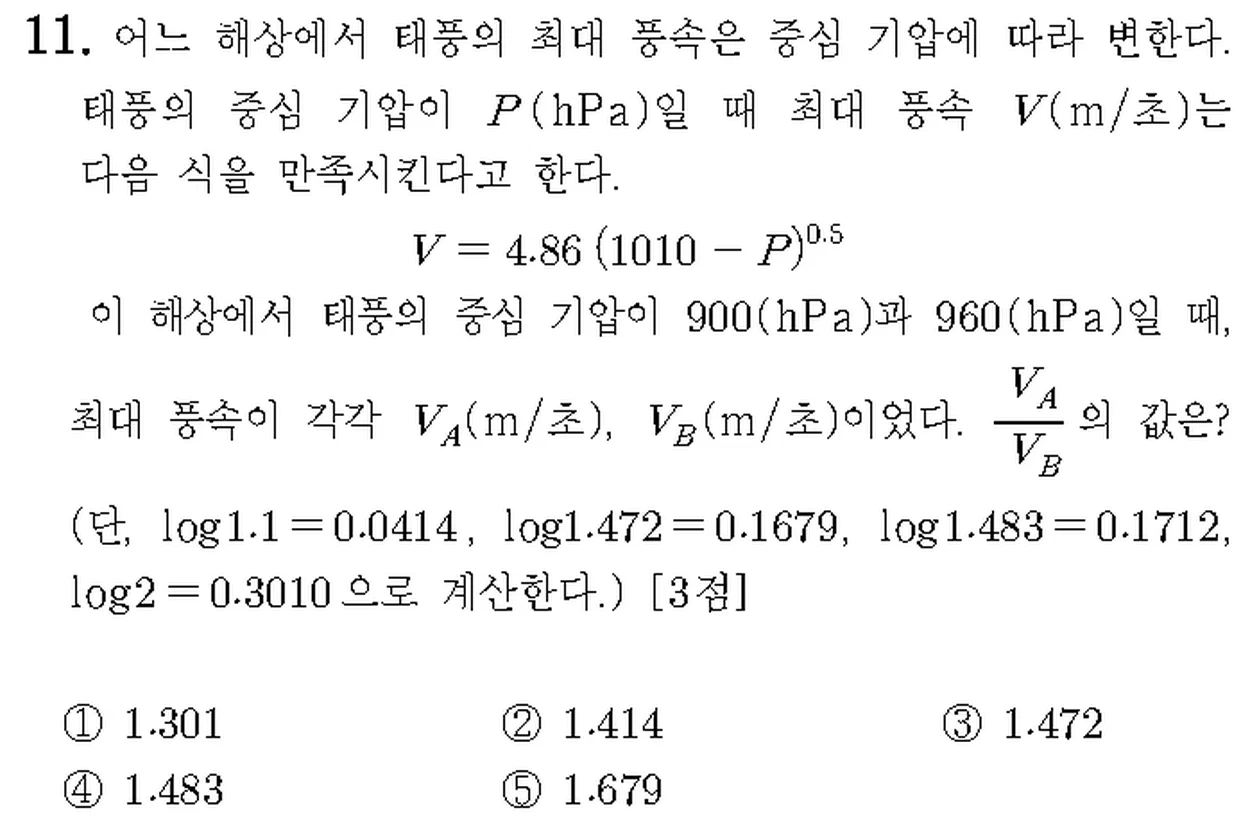 11. 어느 해상에서 태풍의 최대 풍속은 중심 기압에 따라 변한다.
태풍의 중심 기압이 P(hPa)일 때 최대 풍속 V(m/초)는
다음 식을 만족시킨다고 한다.
V = 4.86 (1010 − P)^0.5
이 해상에서 태풍의 중심 기압이 900(hPa)과 960(hPa)일 때,
최대 풍속이 각각 V_A(m/초), V_B(m/초)이었다. V_A/V_B의 값은?
(단, log1.1=0.0414, log1.472=0.1679, log1.483=0.1712,
log2=0.3010으로 계산한다.) [3점]
① 1.301 ② 1.414 ③ 1.472
④ 1.483 ⑤ 1.679